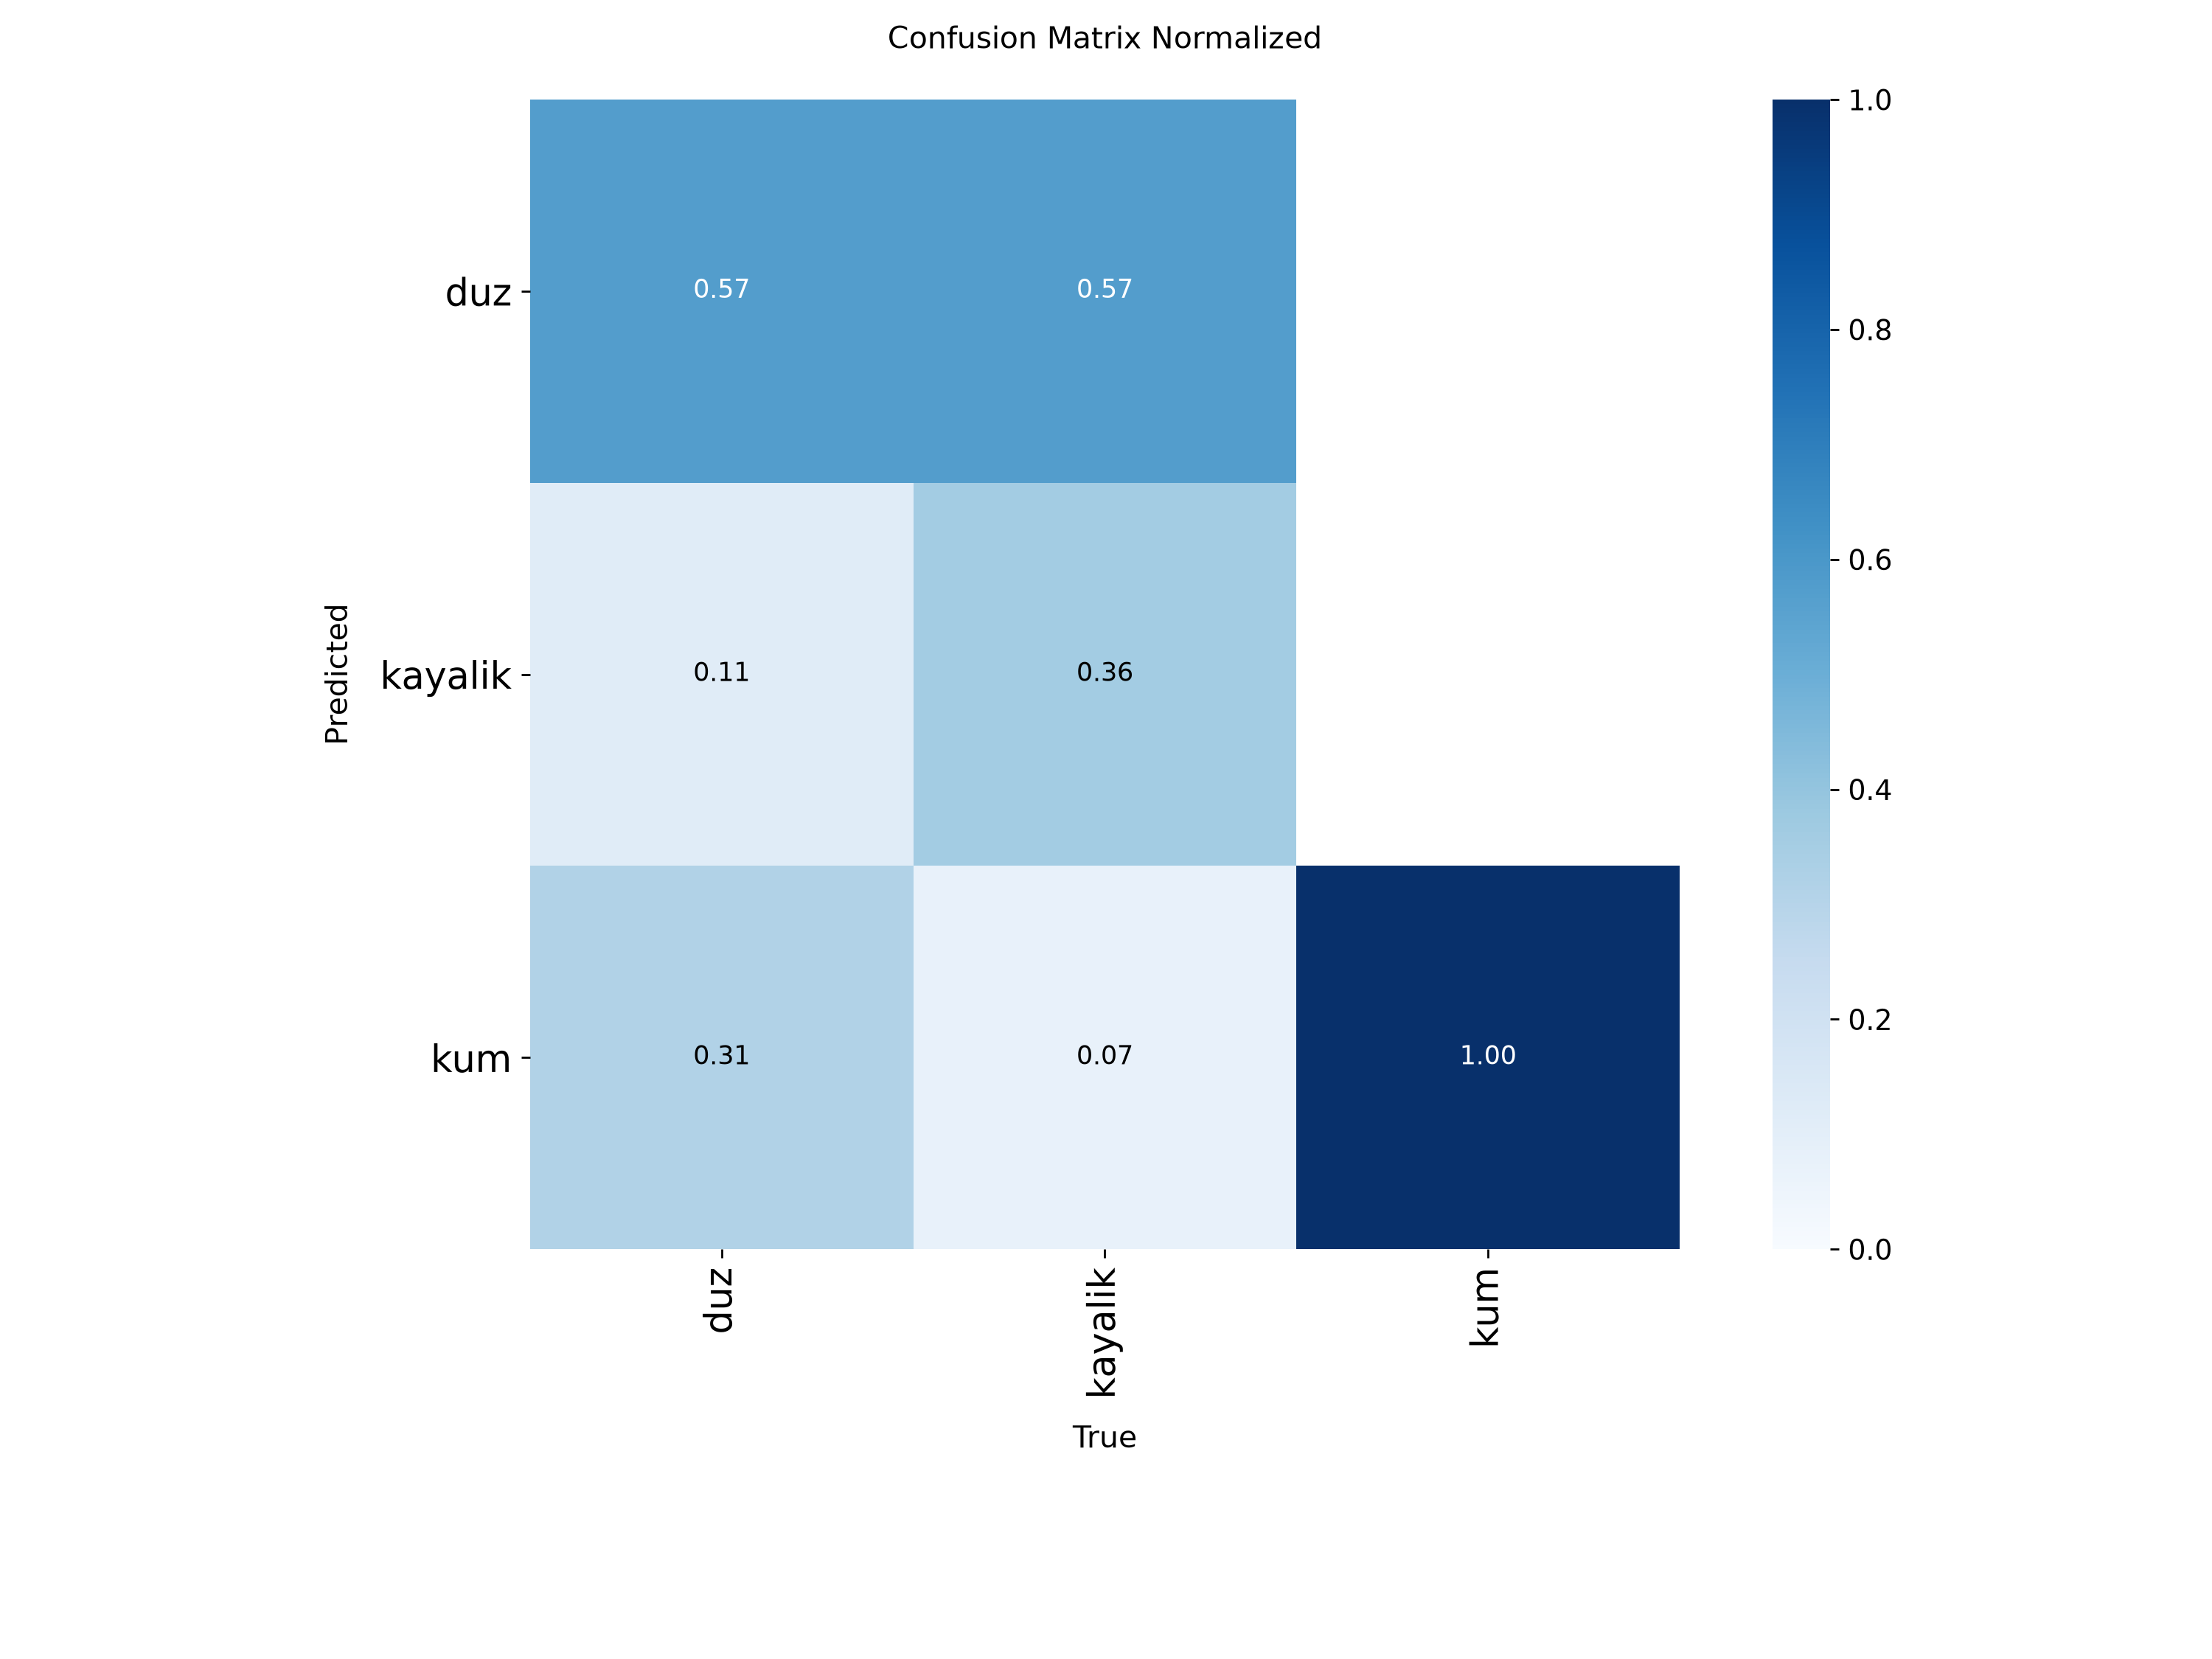 Confusion Matrix Normalized
Predicted
duz
0.57
0.57
kayalik
0.11
0.36
kum
0.31
0.07
1.00
duz
kayalik
kum
True
1.0
0.8
0.6
0.4
0.2
0.0